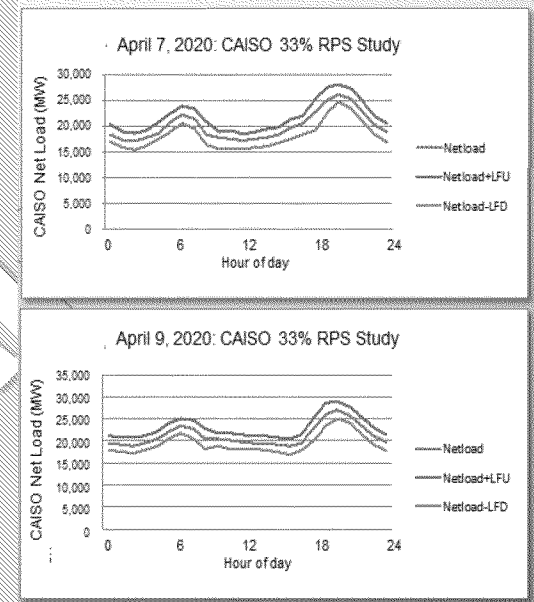 April 7, 2020: CAISO 33% RPS Study
CAISO Net Load (MW)
30,000
25,000
20,000
15,000
10,000
5,000
0
0 6 12 18 24
Hour of day
Netload
Netload+LFU
Netload-LFD
April 9, 2020: CAISO 33% RPS Study
CAISO Net Load (MW)
35,000
30,000
25,000
20,000
15,000
10,000
5,000
0
0 6 12 18 24
Hour of day
Netload
Netload+LFU
Netload-LFD